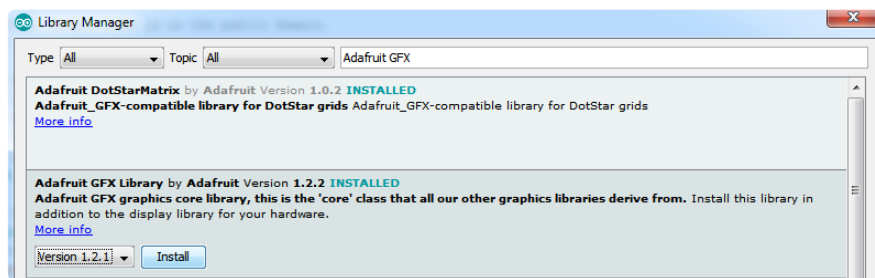 Library Manager
Type All Topic All Adafruit GFX
Adafruit DotStarMatrix by Adafruit Version 1.0.2 INSTALLED
Adafruit_GFX-compatible library for DotStar grids Adafruit_GFX-compatible library for DotStar grids
More info
Adafruit GFX Library by Adafruit Version 1.2.2 INSTALLED
Adafruit GFX graphics core library, this is the 'core' class that all our other graphics libraries derive from. Install this library in
addition to the display library for your hardware.
More info
Version 1.2.1 Install